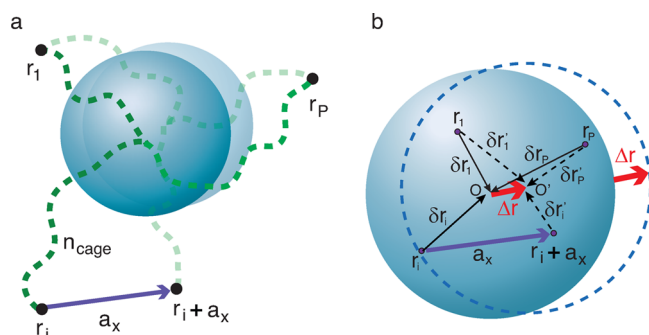 a
r1
rP
ncage
ri
ax
ri + ax
b
r1
δr1′
δrP
rP
δr1
δrP′
Δr
O
O′
Δr
δri
δri′
ri
ax
ri + ax